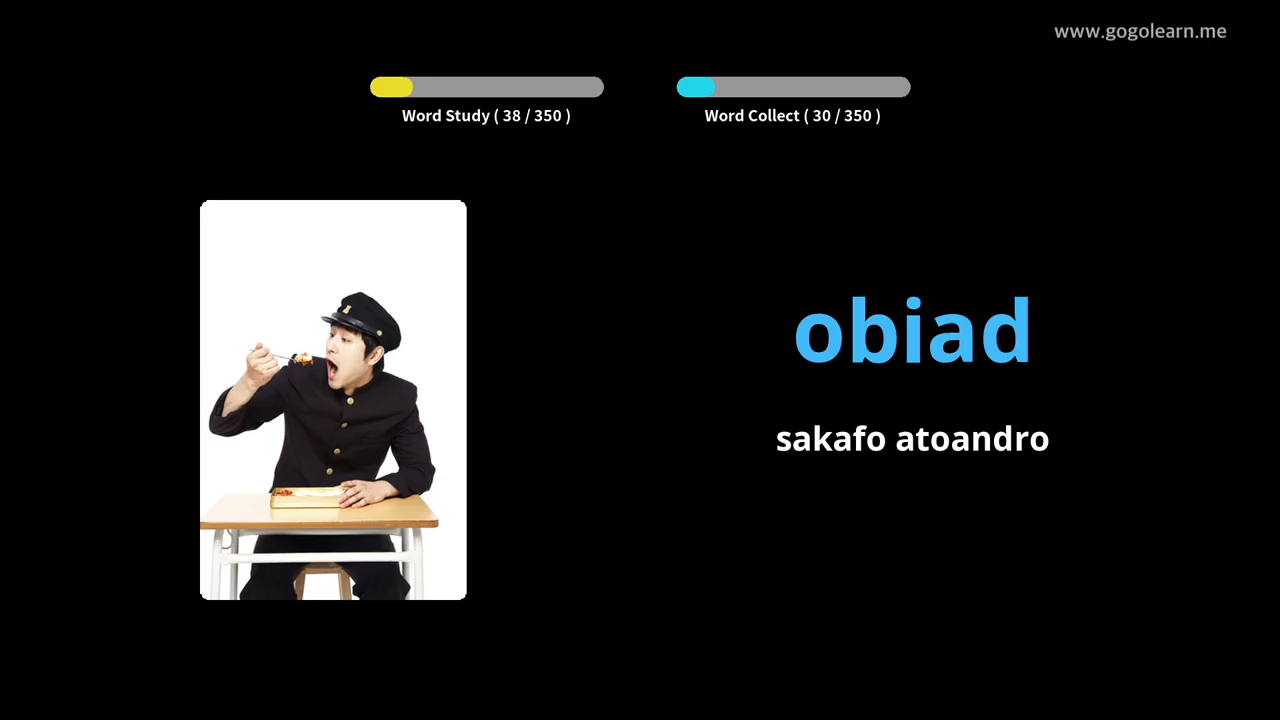 www.gogolearn.me
Word Study ( 38 / 350 )
Word Collect ( 30 / 350 )
obiad
sakafo atoandro